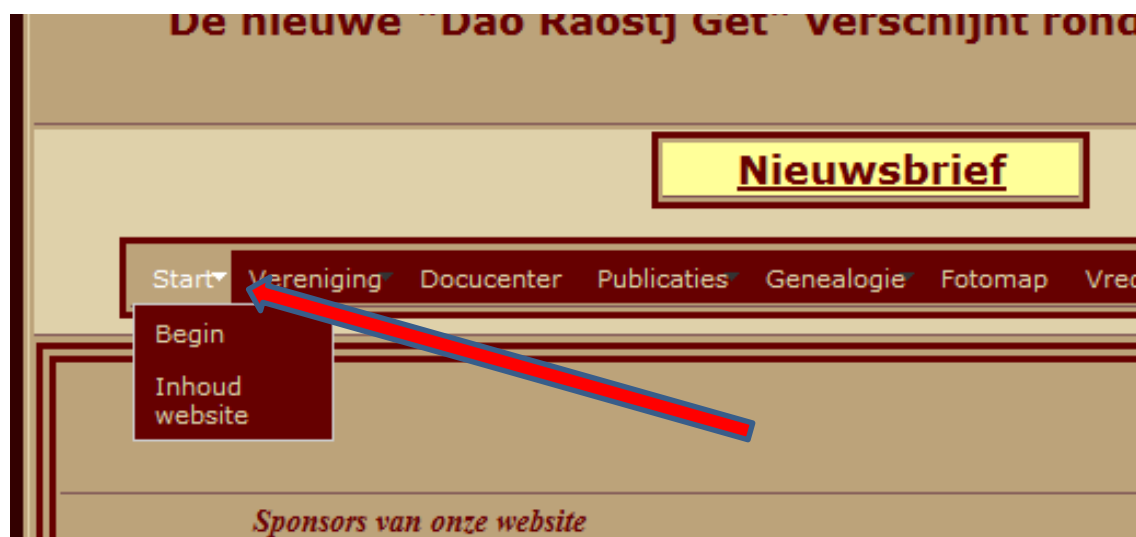 De nieuwe "Dao Raostj Get" verschijnt rond
Nieuwsbrief
Start Vereniging Docucenter Publicaties Genealogie Fotomap
Begin
Inhoud
website
Sponsors van onze website